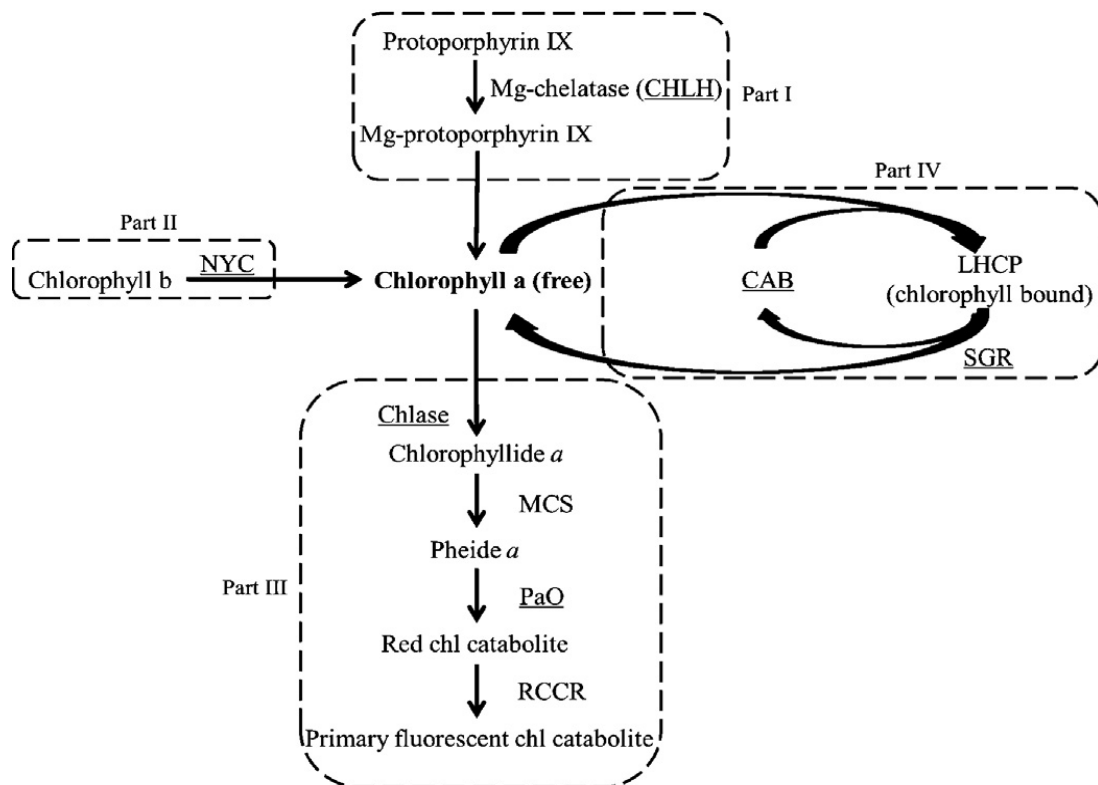 Protoporphyrin IX
Mg-chelatase (CHLH)
Part I
Mg-protoporphyrin IX
Part IV
Part II
Chlorophyll b
NYC
Chlorophyll a (free)
CAB
LHCP
(chlorophyll bound)
SGR
Chlase
Chlorophyllide a
MCS
Pheide a
Part III
PaO
Red chl catabolite
RCCR
Primary fluorescent chl catabolite